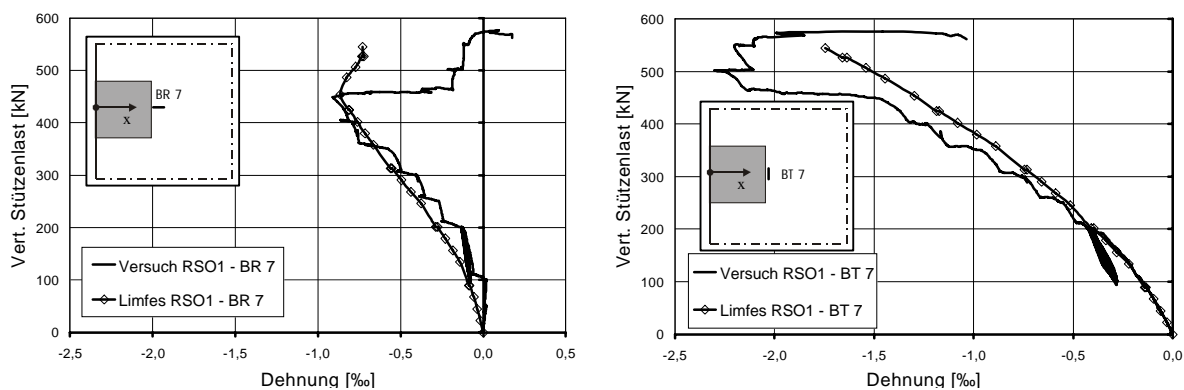 600
500
400
300
200
100
0
Vert. Stützenlast [kN]
BR 7
x
Versuch RSO1 - BR 7
Limfes RSO1 - BR 7
-2,5 -2,0 -1,5 -1,0 -0,5 0,0 0,5
Dehnung [‰]
600
500
400
300
200
100
0
Vert. Stützenlast [kN]
BT 7
x
Versuch RSO1 - BT 7
Limfes RSO1 - BT 7
-2,5 -2,0 -1,5 -1,0 -0,5 0,0
Dehnung [‰]